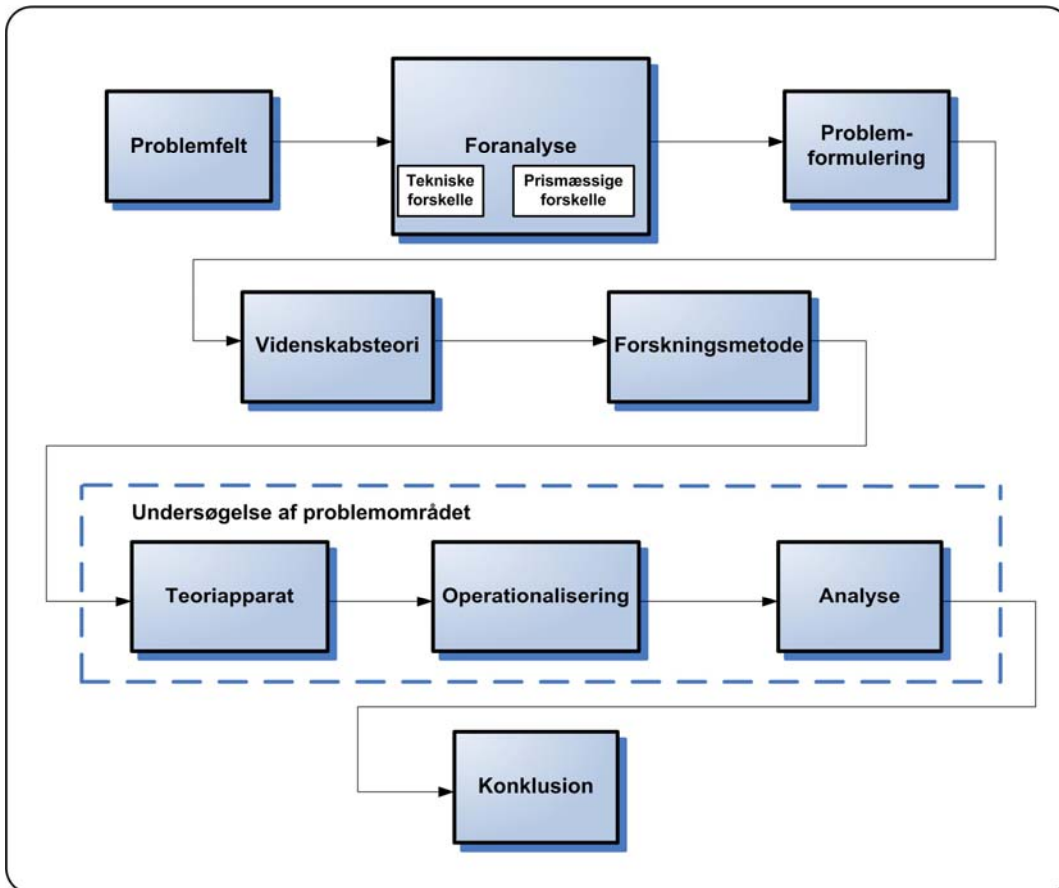 Problemfelt
Foranalyse
Tekniske
forskelle
Prismæssige
forskelle
Problem-
formulering
Videnskabsteori
Forskningsmetode
Undersøgelse af problemområdet
Teoriapparat
Operationalisering
Analyse
Konklusion